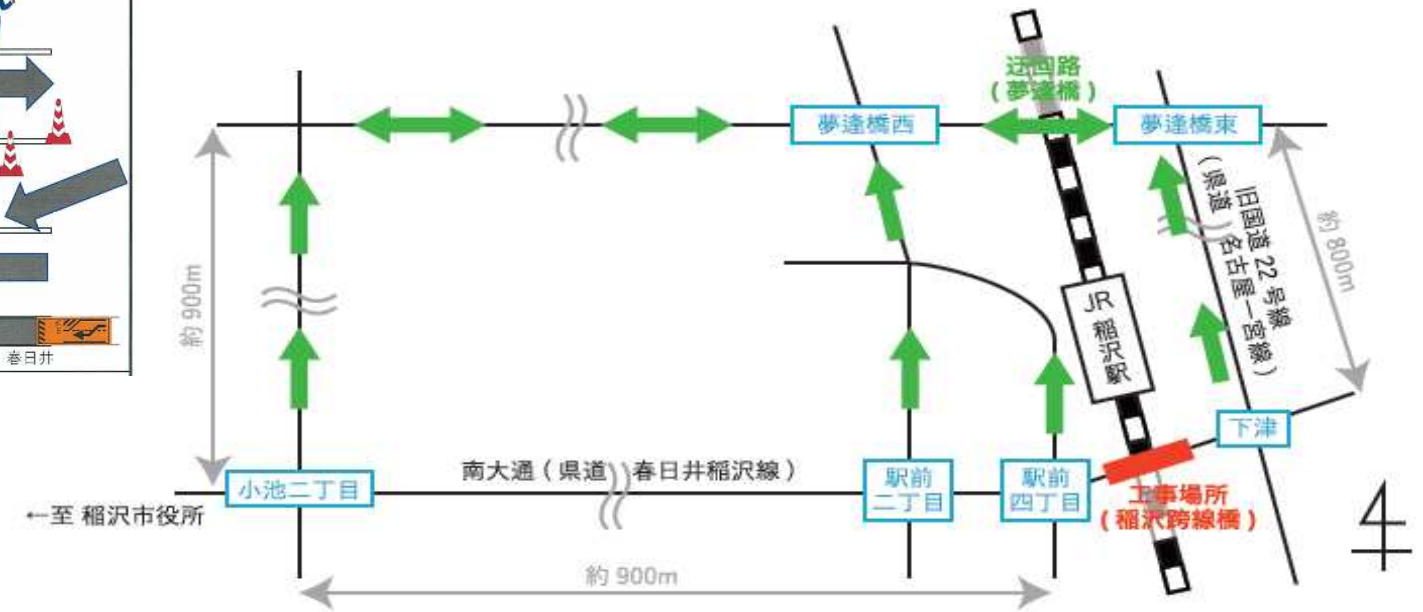 迂回路
(夢逢橋)
夢逢橋西
夢逢橋東
旧国道22号線
(県道)名古屋一宮線)
約800m
約900m
JR
稲沢駅
春日井
下津
南大通(県道)春日井稲沢線)
小池二丁目
駅前
二丁目
駅前
四丁目
工事場所
(稲沢跨線橋)
←至 稲沢市役所
約900m